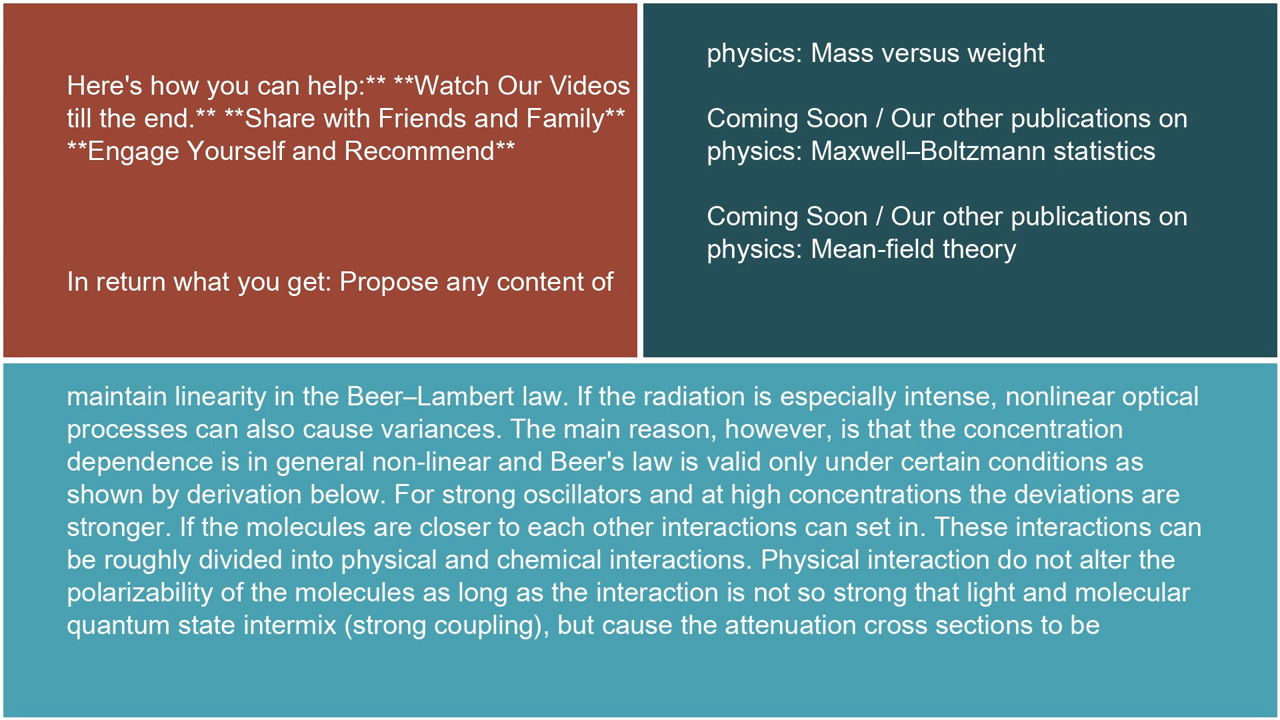 Here's how you can help:** **Watch Our Videos
till the end.** **Share with Friends and Family**
**Engage Yourself and Recommend**
In return what you get: Propose any content of
physics: Mass versus weight
Coming Soon / Our other publications on
physics: Maxwell–Boltzmann statistics
Coming Soon / Our other publications on
physics: Mean-field theory
maintain linearity in the Beer–Lambert law. If the radiation is especially intense, nonlinear optical
processes can also cause variances. The main reason, however, is that the concentration
dependence is in general non-linear and Beer's law is valid only under certain conditions as
shown by derivation below. For strong oscillators and at high concentrations the deviations are
stronger. If the molecules are closer to each other interactions can set in. These interactions can
be roughly divided into physical and chemical interactions. Physical interaction do not alter the
polarizability of the molecules as long as the interaction is not so strong that light and molecular
quantum state intermix (strong coupling), but cause the attenuation cross sections to be